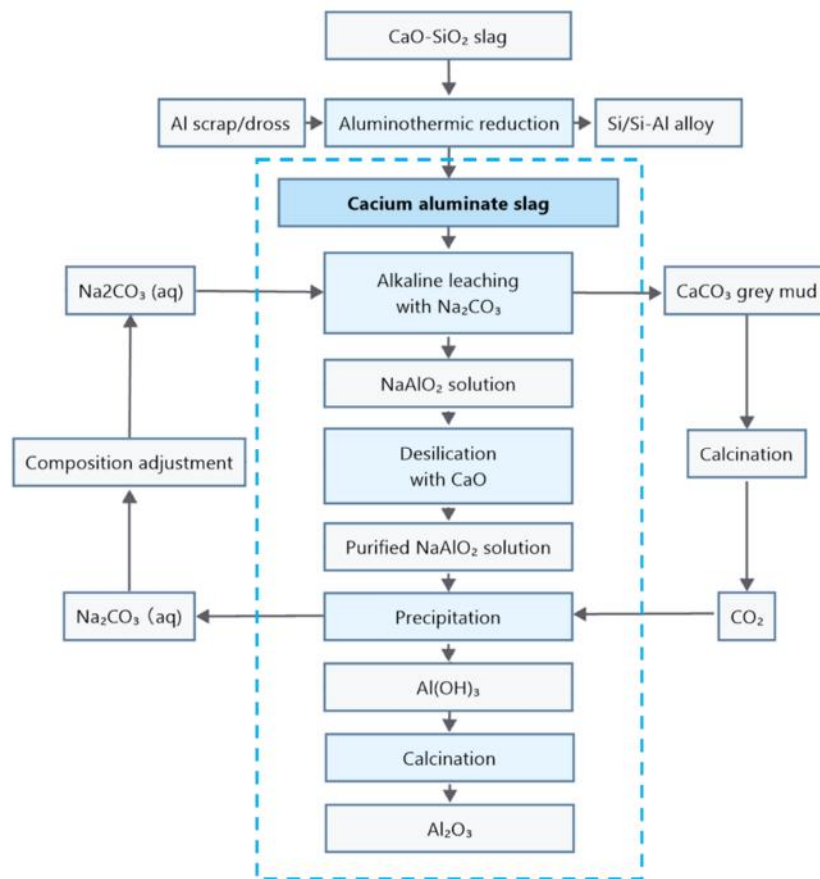 CaO-SiO₂ slag
Al scrap/dross
Aluminothermic reduction
Si/Si-Al alloy
Cacium aluminate slag
Na2CO₃ (aq)
Alkaline leaching
with Na₂CO₃
CaCO₃ grey mud
NaAlO₂ solution
Composition adjustment
Desilication
with CaO
Calcination
Purified NaAlO₂ solution
Na₂CO₃ (aq)
Precipitation
CO₂
Al(OH)₃
Calcination
Al₂O₃